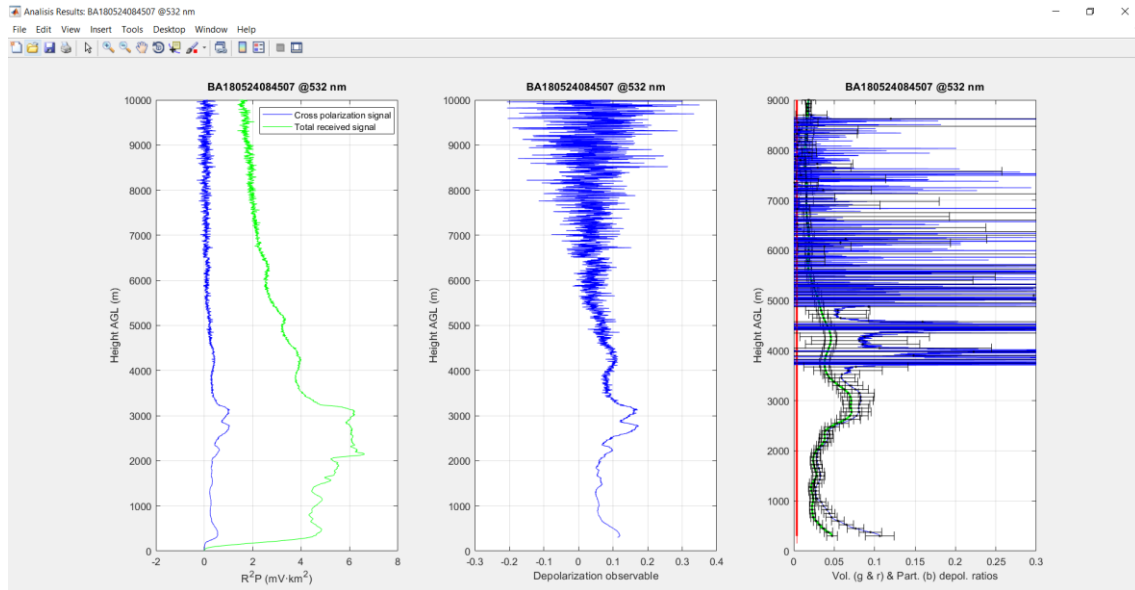 Analisis Results: BA180524084507 @532 nm
File Edit View Insert Tools Desktop Window Help
BA180524084507 @532 nm
10000
9000
8000
7000
6000
5000
4000
3000
2000
1000
0
Height AGL (m)
Cross polarization signal
Total received signal
-2 0 2 4 6 8
R²P (mV·km²)
BA180524084507 @532 nm
10000
9000
8000
7000
6000
5000
4000
3000
2000
1000
0
Height AGL (m)
-0.3 -0.2 -0.1 0 0.1 0.2 0.3 0.4
Depolarization observable
BA180524084507 @532 nm
9000
8000
7000
6000
5000
4000
3000
2000
1000
0
Height AGL (m)
0 0.05 0.1 0.15 0.2 0.25 0.3
Vol. (g & r) & Part. (b) depol. ratios